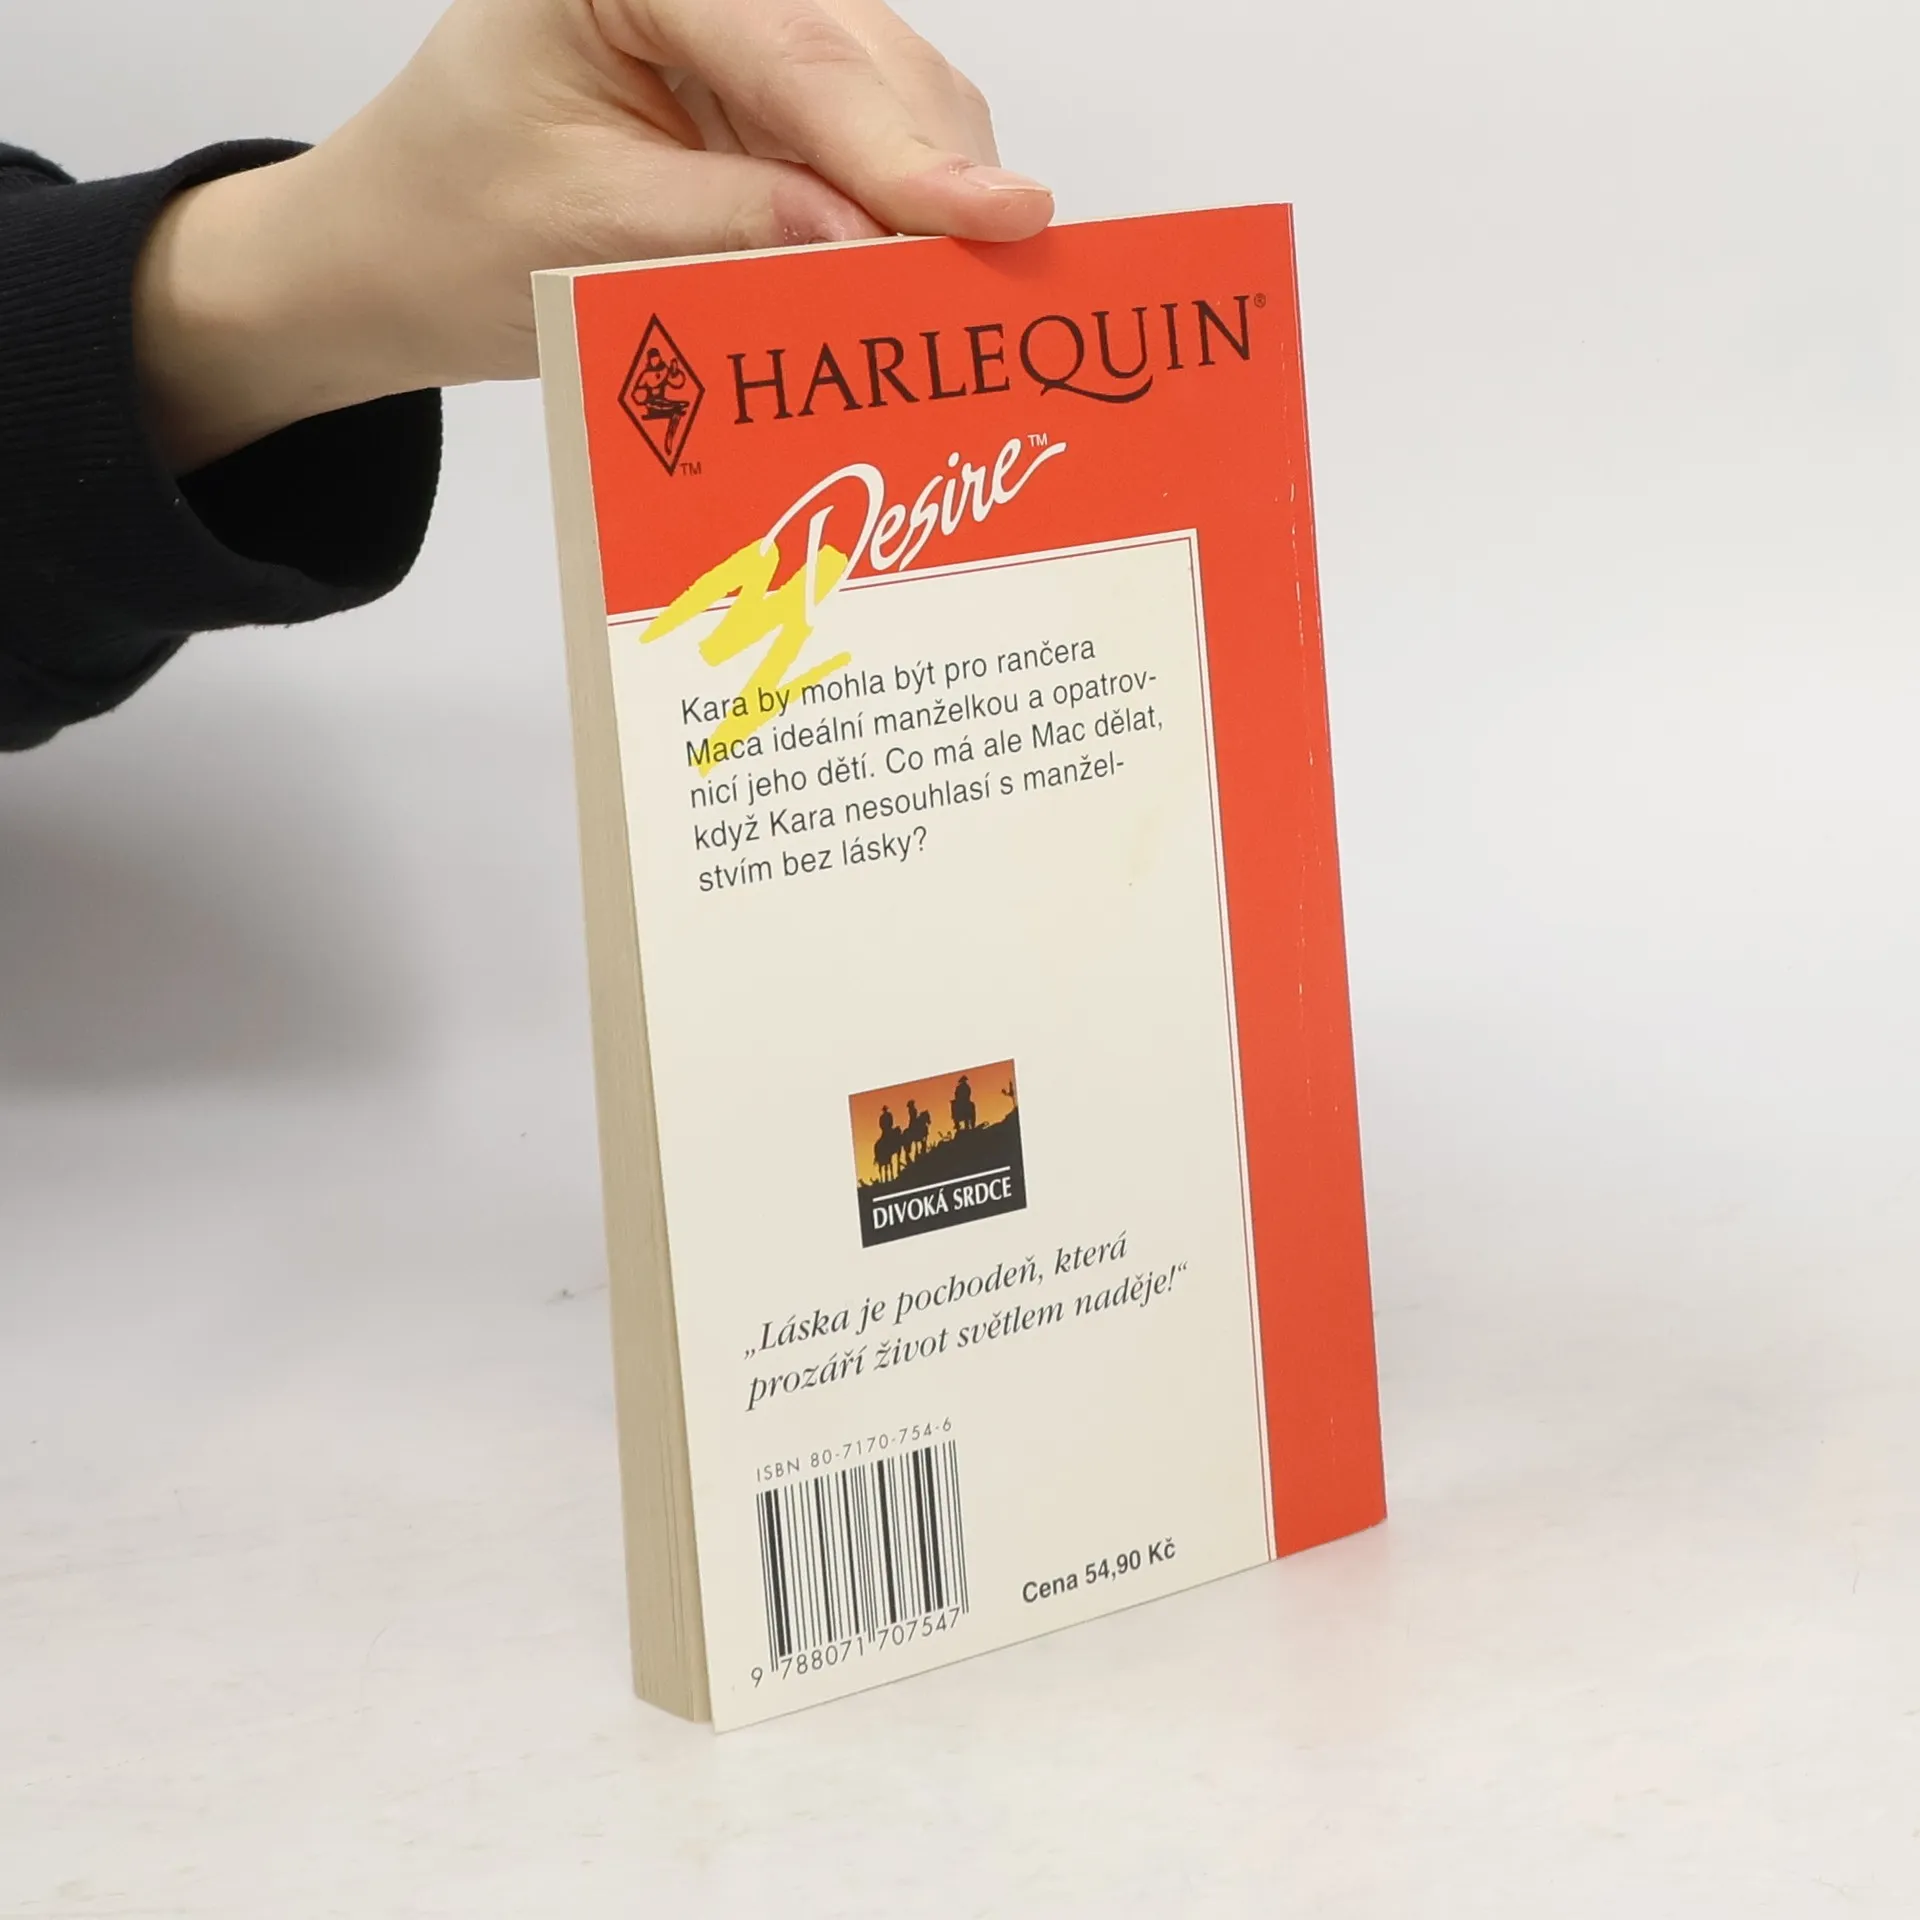 HARLEQUIN®
TM
Desire™
Kara by mohla být pro rančera
Maca ideální manželkou a opatrov-
nicí jeho dětí. Co má ale Mac dělat,
když Kara nesouhlasí s manžel-
stvím bez lásky?
DIVOKÁ SRDCE
„Láska je pochodeň, která
prozáří život světlem naděje!“
ISBN 80-7170-754-6
9 788071 707547
Cena 54,90 Kč